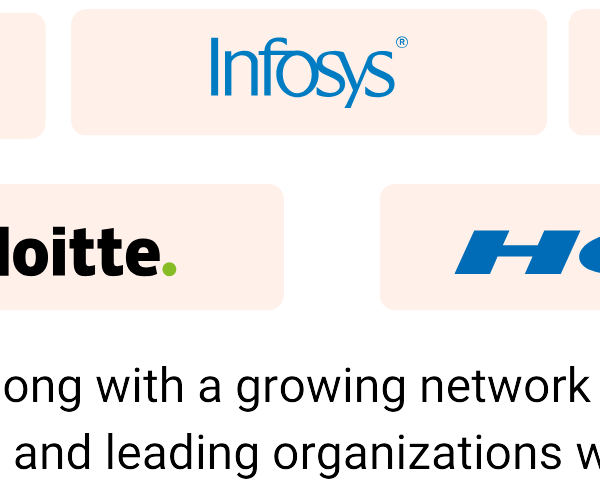 Infosys®
loitte.
ong with a growing network
and leading organizations w